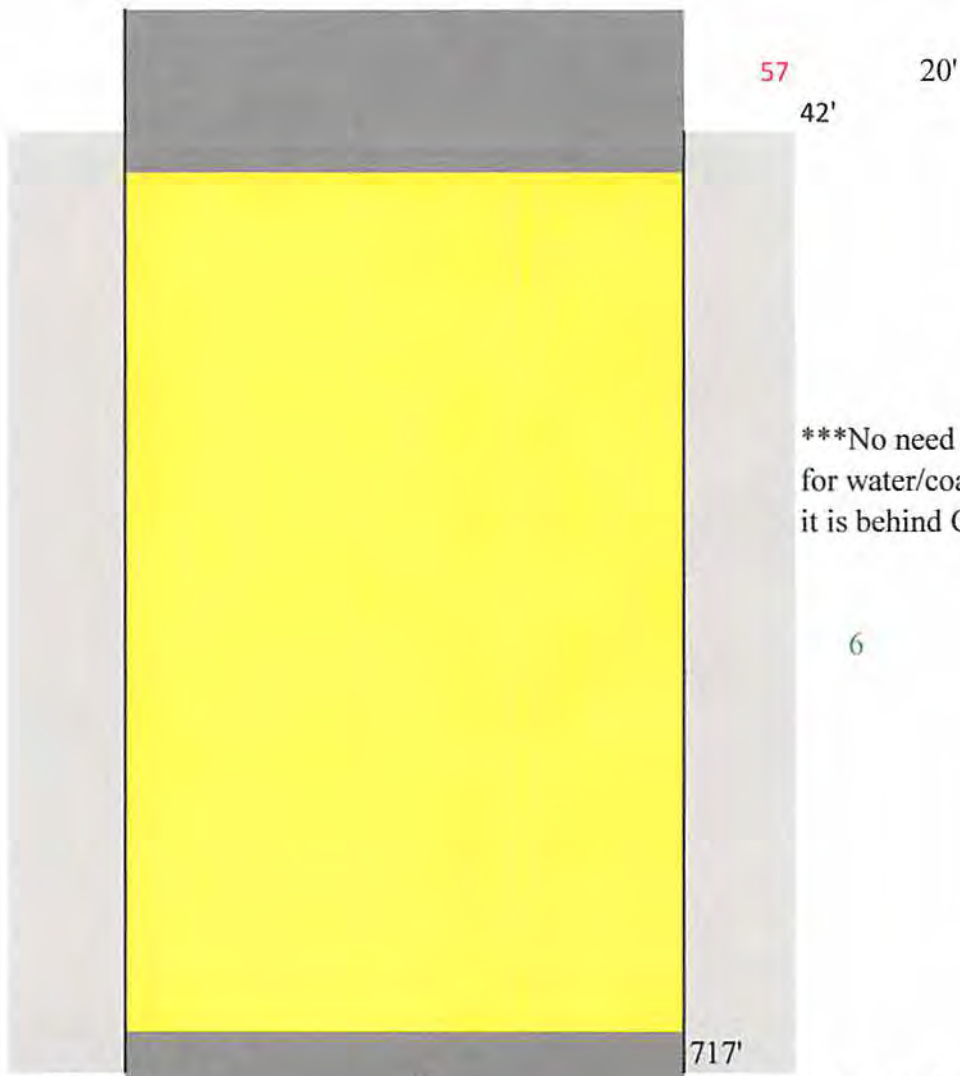 57 20'
42'
***No need
for water/coa
it is behind
6
717'